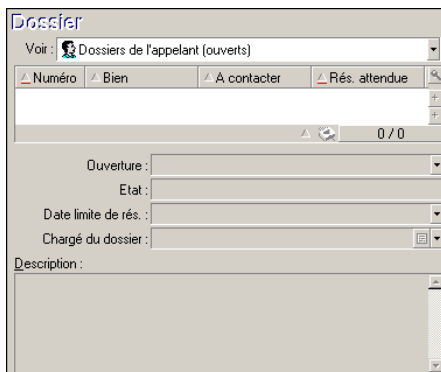 Dossier
Voir : Dossiers de l'appelant (ouverts)
Numéro Bien A contacter Rés. attendue
0 / 0
Ouverture :
Etat :
Date limite de rés. :
Chargé du dossier :
Description :